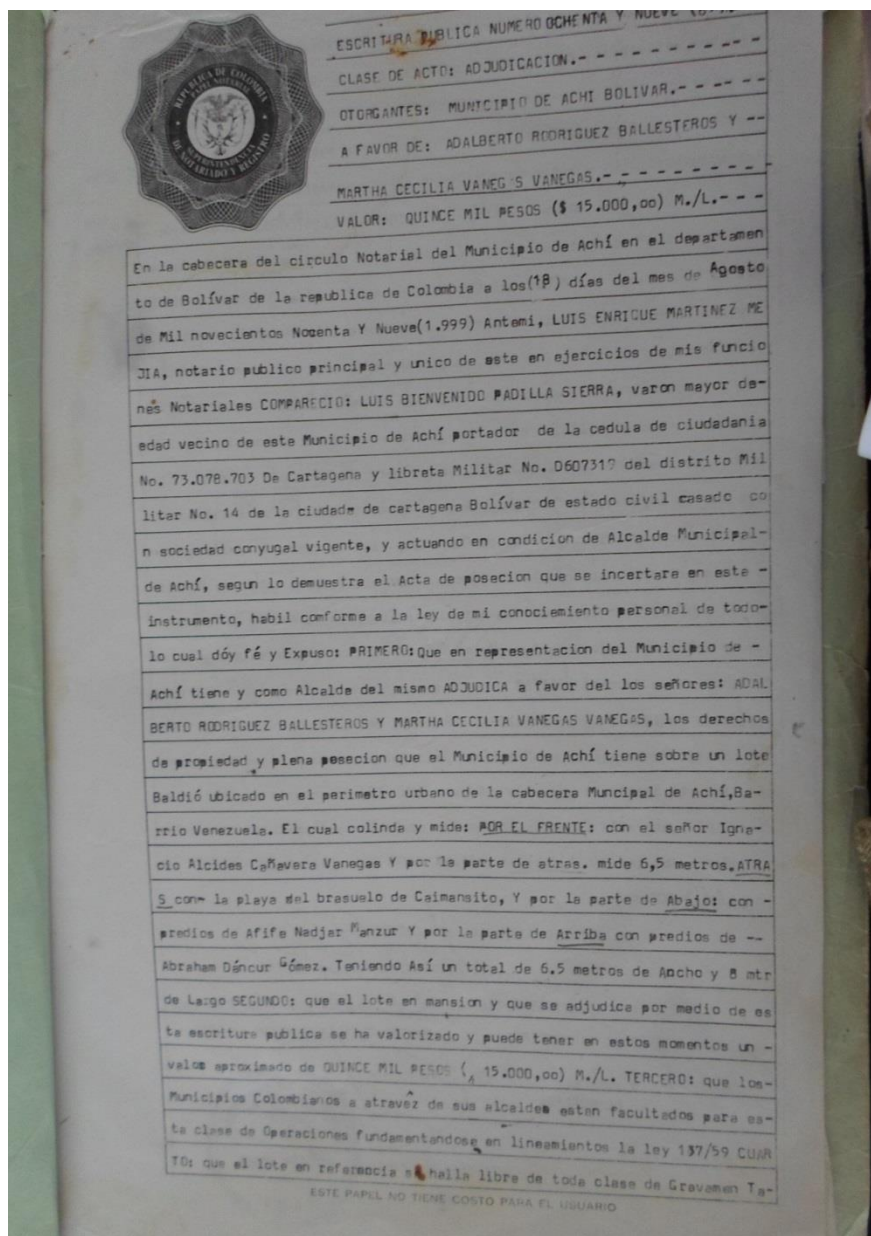 ESCRITURA PUBLICA NUMERO OCHENTA Y NUEVE
CLASE DE ACTO: ADJUDICACION.- - - - - - - - - - -
OTORGANTES: MUNICIPIO DE ACHI BOLIVAR.- - - - - -
A FAVOR DE: ADALBERTO RODRIGUEZ BALLESTEROS Y --
MARTHA CECILIA VANEGAS VANEGAS.- - - - - - - - - -
VALOR: QUINCE MIL PESOS ($ 15.000,oo) M./L.- - -
REPUBLICA DE COLOMBIA
PAPEL NOTARIAL
SUPERINTENDENCIA
DE NOTARIADO Y REGISTRO
En la cabecera del circulo Notarial del Municipio de Achí en el departamen
to de Bolívar de la republica de Colombia a los(18) días del mes de Agosto
de Mil novecientos Nocenta Y Nueve(1.999) Antemi, LUIS ENRIQUE MARTINEZ ME
JIA, notario publico principal y unico de este en ejercicios de mis funcio
nes Notariales COMPARECIO: LUIS BIENVENIDO PADILLA SIERRA, varon mayor de-
edad vecino de este Municipio de Achí portador de la cedula de ciudadania
No. 73.078.703 De Cartagena y libreta Militar No. D607319 del distrito Mil
litar No. 14 de la ciudade de cartagena Bolívar de estado civil casado co
n sociedad conyugal vigente, y actuando en condicion de Alcalde Municipal-
de Achí, segun lo demuestra el Acta de posecion que se incertara en este -
instrumento, habil comforme a la ley de mi conociemiento personal de todo-
lo cual dóy fé y Expuso: PRIMERO:Que en representacion del Municipio de -
Achí tiene y como Alcalde del mismo ADJUDICA a favor del los señores: ADAL
BERTO RODRIGUEZ BALLESTEROS Y MARTHA CECILIA VANEGAS VANEGAS, los derechos
de propiedad y plena posecion que el Municipio de Achí tiene sobre un lote
Baldió ubicado en el perimetro urbano de la cabecera Muncipal de Achí,Ba-
rrio Venezuela. El cual colinda y mide: POR EL FRENTE: con el señor Igna-
cio Alcides Cañavera Vanegas Y por la parte de atras. mide 6,5 metros.ATRA
S con- la playa del brasuelo de Caimansito, Y por la parte de Abajo: con -
predios de Afife Nadjar Manzur Y por la parte de Arriba con predios de --
Abraham Dáncur Gómez. Teniendo Así un total de 6.5 metros de Ancho y 8 mtr
de Largo SEGUNDO: que el lote en mansion y que se adjudica por medio de es
ta escritura publica se ha valorizado y puede tener en estos momentos un -
valos aproximado de QUINCE MIL PESOS ( 15.000,oo) M./L. TERCERO: que los-
Municipios Colombianos a atravéz de sus alcaldes estan facultados para es-
ta clase de Operaciones fundamentandose en lineamientos la ley 137/59 CUAR
TO: que el lote en referencia se halla libre de toda clase de Gravamen Ta-
ESTE PAPEL NO TIENE COSTO PARA EL USUARIO